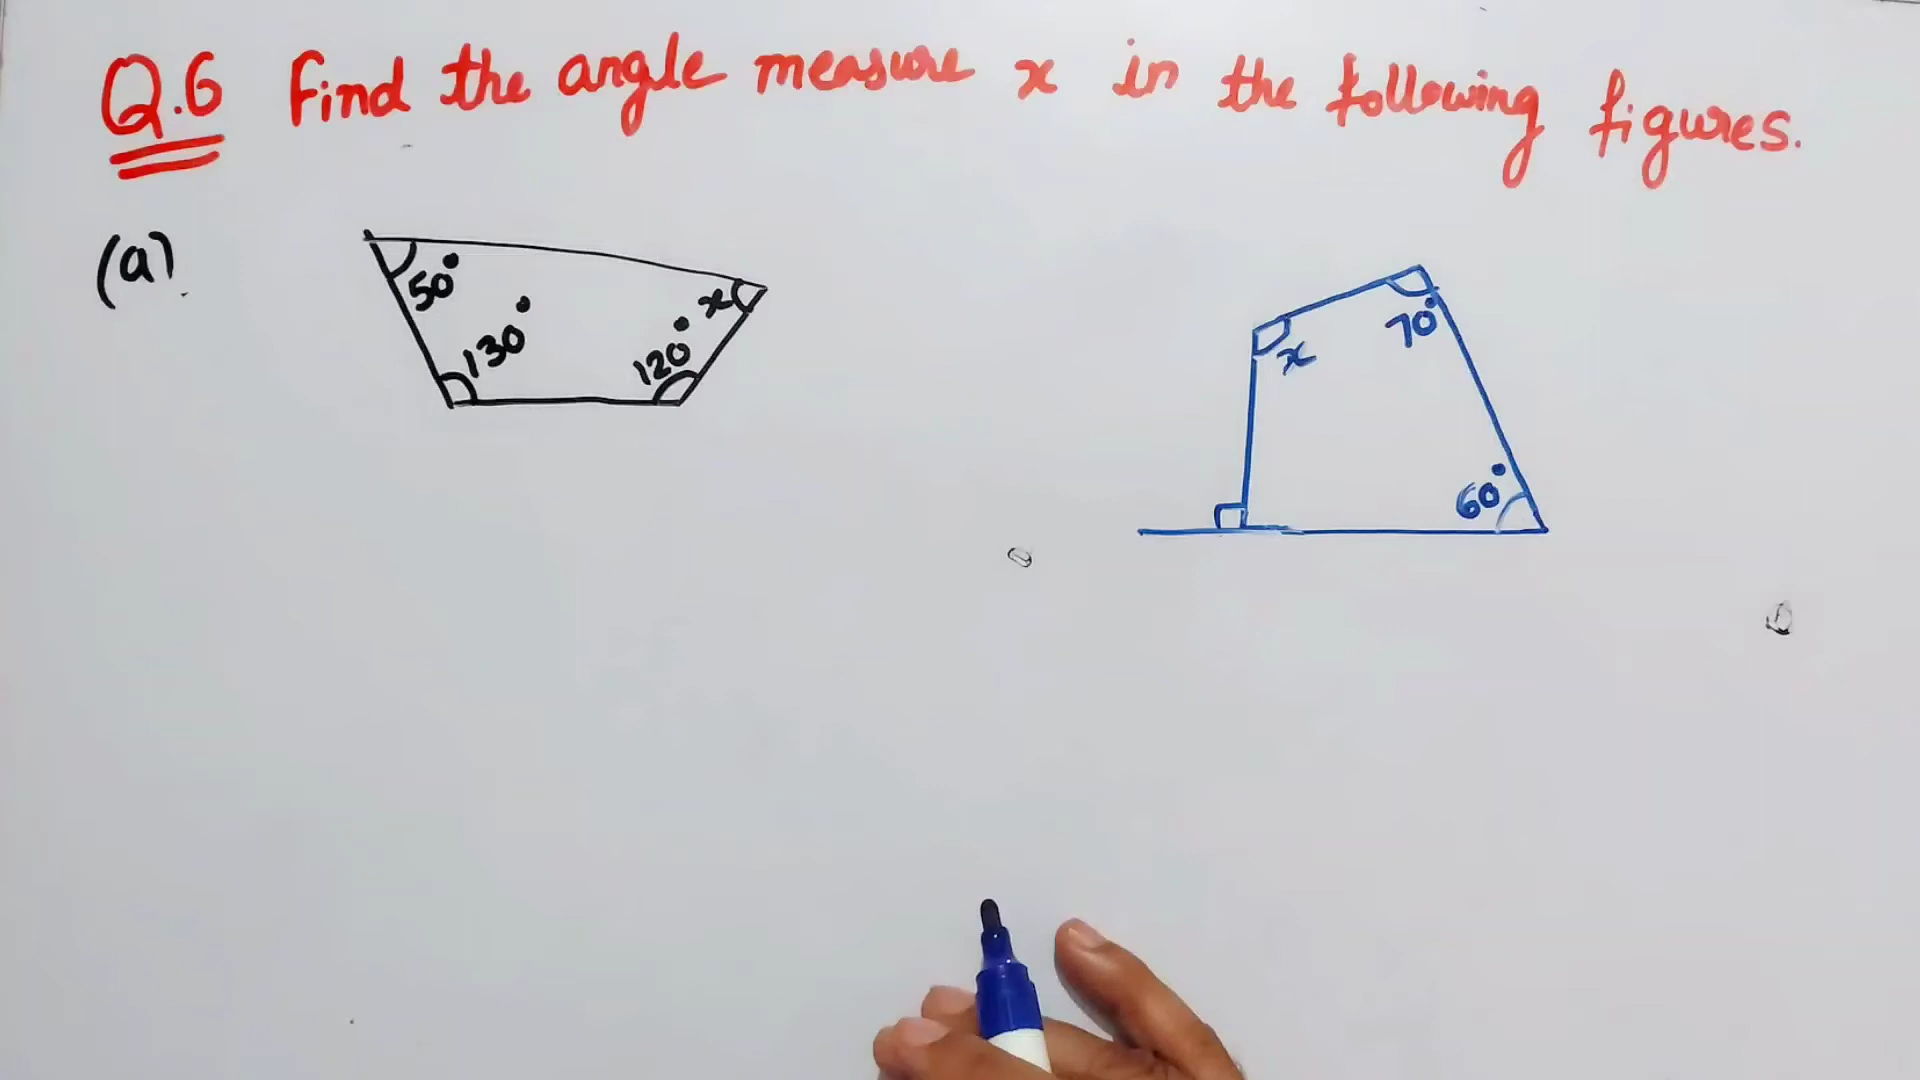 Q.6 Find the angle measure x in the following figures.
(a)
50°
130°
120°
x
x
70°
60°